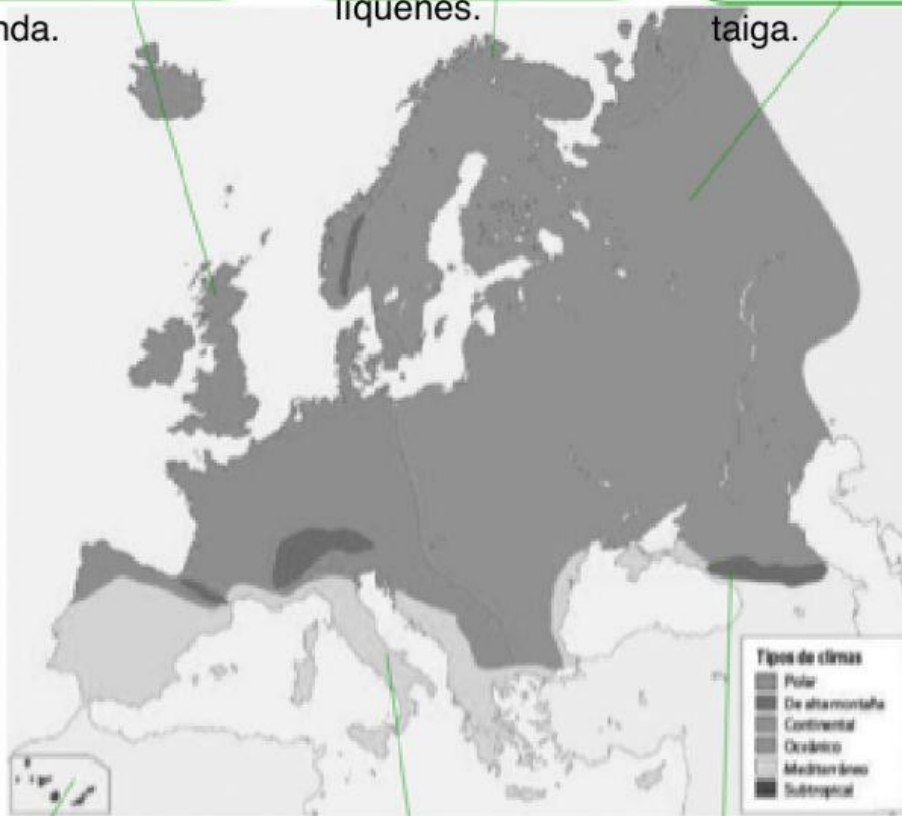 nda.
líquenes.
taiga.
Tipos de climas
Polar
De alta montaña
Continental
Oceánico
Mediterráneo
Subtropical